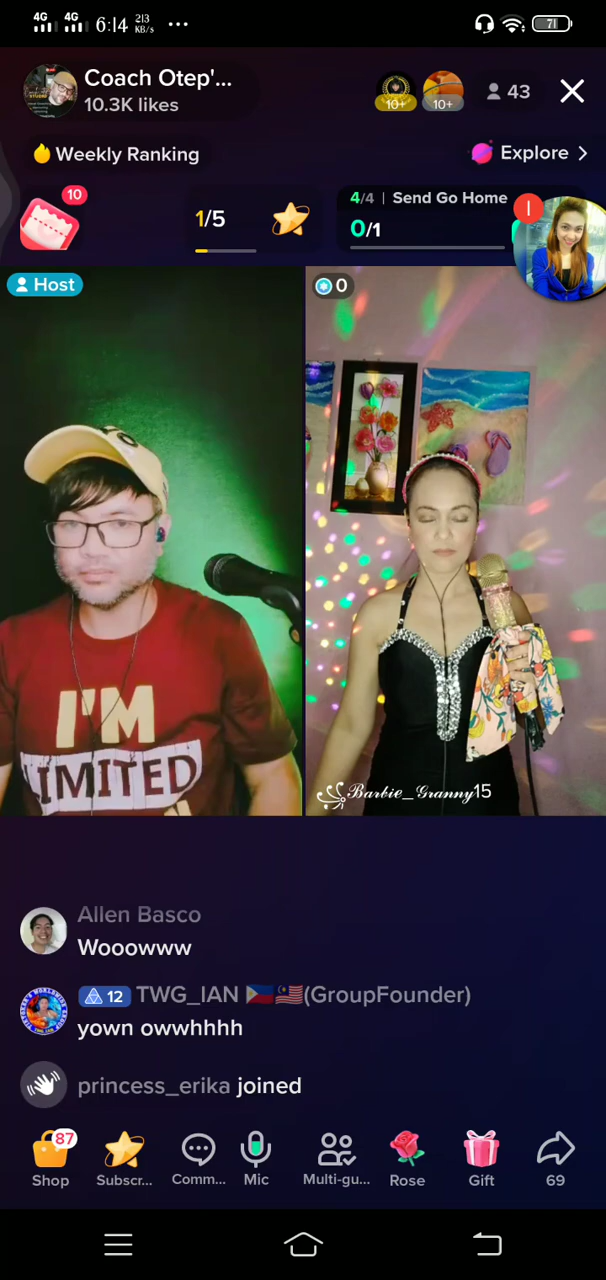 4G 4G 6:14 213 KB/s ... 71
Coach Otep'...
10.3K likes
10+ 10+ 43
Weekly Ranking
Explore >
10
1/5
4/4 | Send Go Home
0/1
Host
0
I'M
LIMITED
Barbie_Granny15
Allen Basco
Wooowww
12 TWG_IAN 🇵🇭🇲🇾(GroupFounder)
yown owwhhhh
princess_erika joined
87
Shop Subscr... Comm... Mic Multi-gu... Rose Gift 69